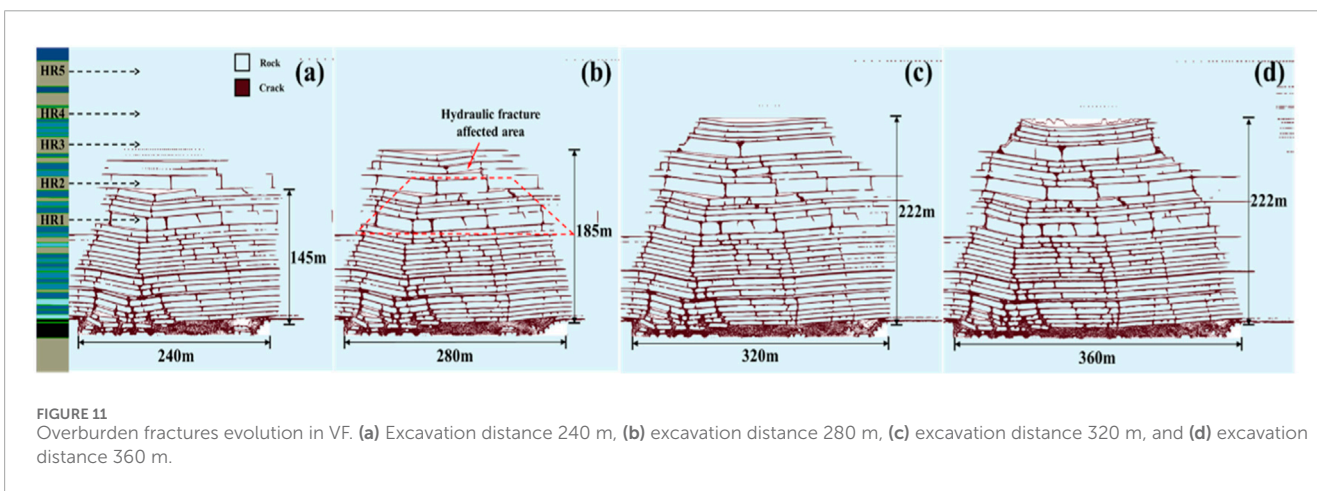 HR5
HR4
HR3
HR2
HR1
Rock
Crack
(a)
145m
240m
(b)
Hydraulic fracture
affected area
185m
280m
(c)
222m
320m
(d)
222m
360m
FIGURE 11
Overburden fractures evolution in VF. (a) Excavation distance 240 m, (b) excavation distance 280 m, (c) excavation distance 320 m, and (d) excavation
distance 360 m.